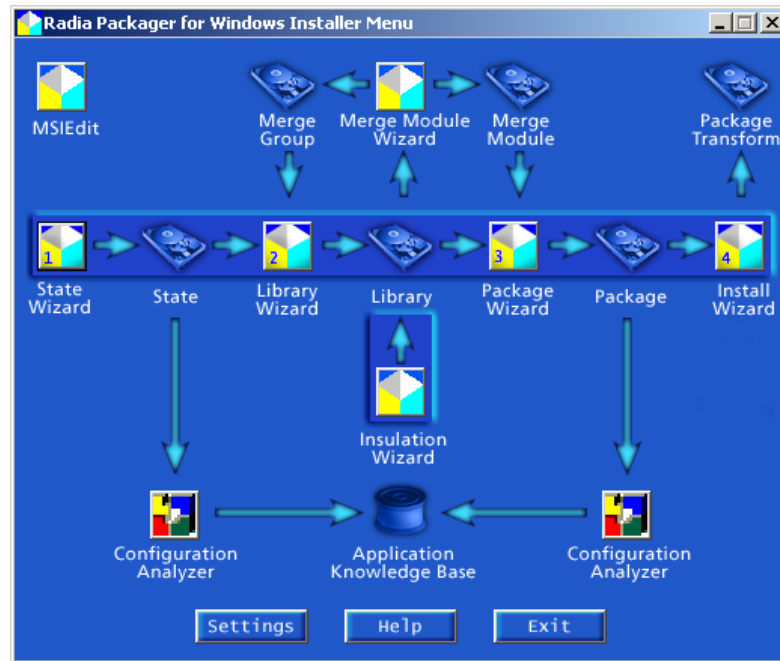 Radia Packager for Windows Installer Menu
MSIEdit
Merge
Group
Merge Module
Wizard
Merge
Module
Package
Transform
1
2
3
4
State
Wizard
State
Library
Wizard
Library
Package
Wizard
Package
Install
Wizard
Insulation
Wizard
Configuration
Analyzer
Application
Knowledge Base
Configuration
Analyzer
Settings
Help
Exit